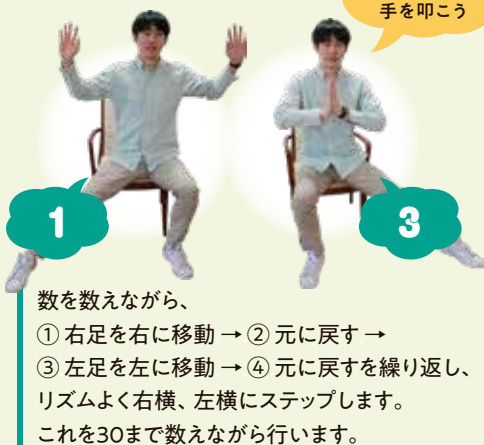 手を叩こう
1
3
数を数えながら、
① 右足を右に移動 → ② 元に戻す →
③ 左足を左に移動 → ④ 元に戻すを繰り返し、
リズムよく右横、左横にステップします。
これを30まで数えながら行います。